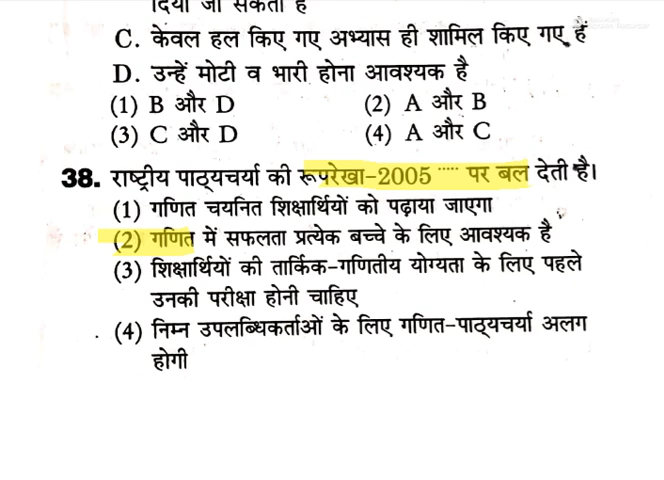 दिया जा सकता है
C. केवल हल किए गए अभ्यास ही शामिल किए गए हैं
D. उन्हें मोटी व भारी होना आवश्यक है
(1) B और D (2) A और B
(3) C और D (4) A और C
38. राष्ट्रीय पाठ्यचर्या की रूपरेखा-2005 ..... पर बल देती है।
(1) गणित चयनित शिक्षार्थियों को पढ़ाया जाएगा
(2) गणित में सफलता प्रत्येक बच्चे के लिए आवश्यक है
(3) शिक्षार्थियों की तार्किक-गणितीय योग्यता के लिए पहले
उनकी परीक्षा होनी चाहिए
(4) निम्न उपलब्धिकर्ताओं के लिए गणित-पाठ्यचर्या अलग
होगी